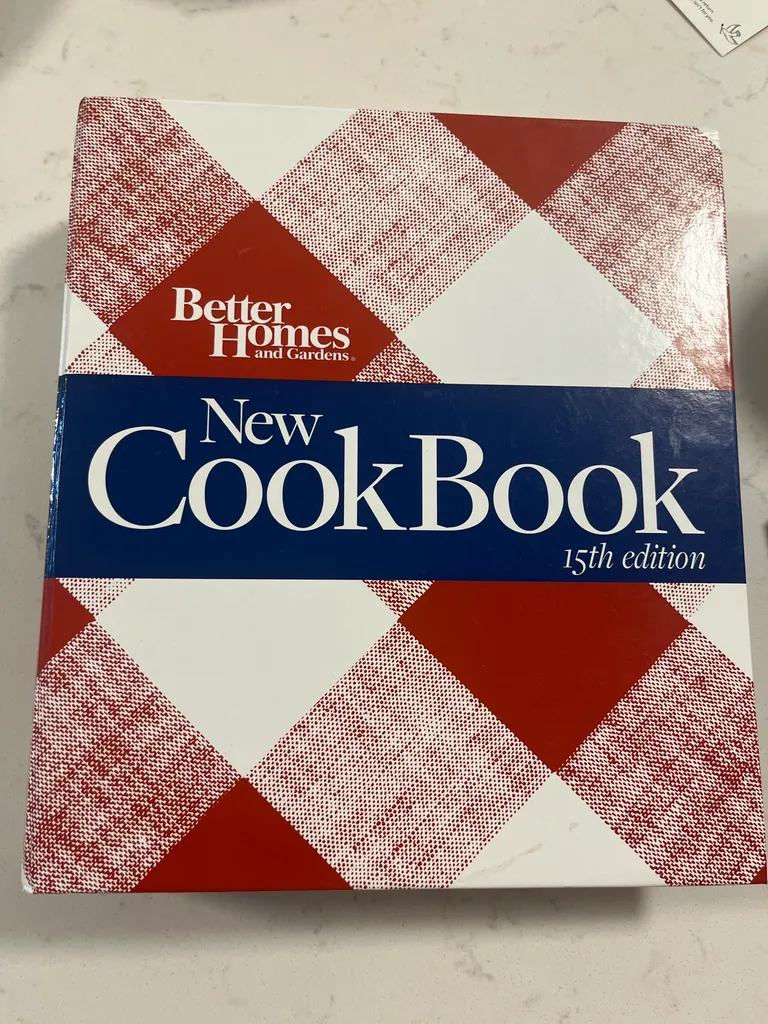 Better
Homes
and Gardens®
New
CookBook
15th edition